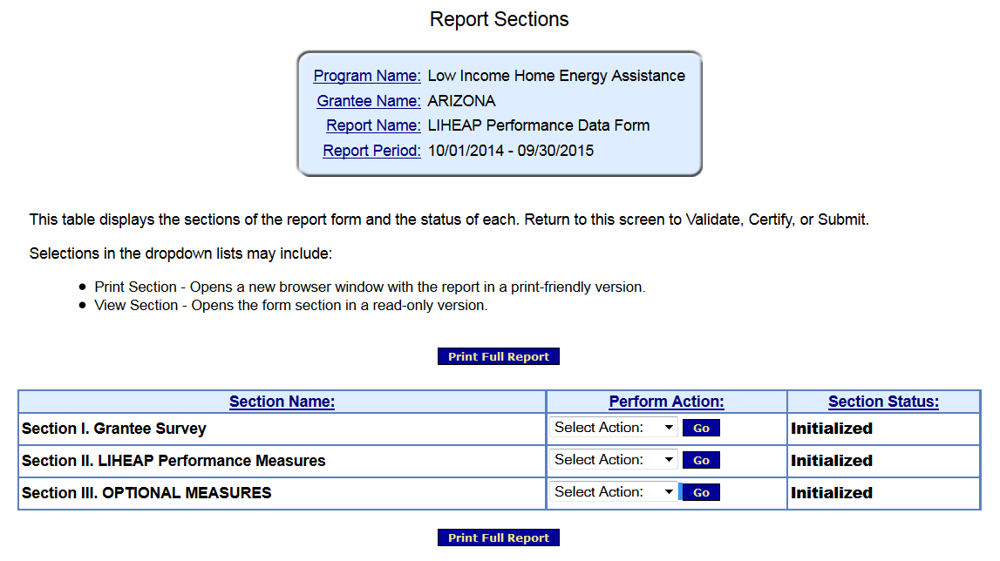 Report Sections
Program Name: Low Income Home Energy Assistance
Grantee Name: ARIZONA
Report Name: LIHEAP Performance Data Form
Report Period: 10/01/2014 - 09/30/2015
This table displays the sections of the report form and the status of each. Return to this screen to Validate, Certify, or Submit.
Selections in the dropdown lists may include:
● Print Section - Opens a new browser window with the report in a print-friendly version.
● View Section - Opens the form section in a read-only version.
Print Full Report
Section Name: Perform Action: Section Status:
Section I. Grantee Survey Select Action: Go Initialized
Section II. LIHEAP Performance Measures Select Action: Go Initialized
Section III. OPTIONAL MEASURES Select Action: Go Initialized
Print Full Report